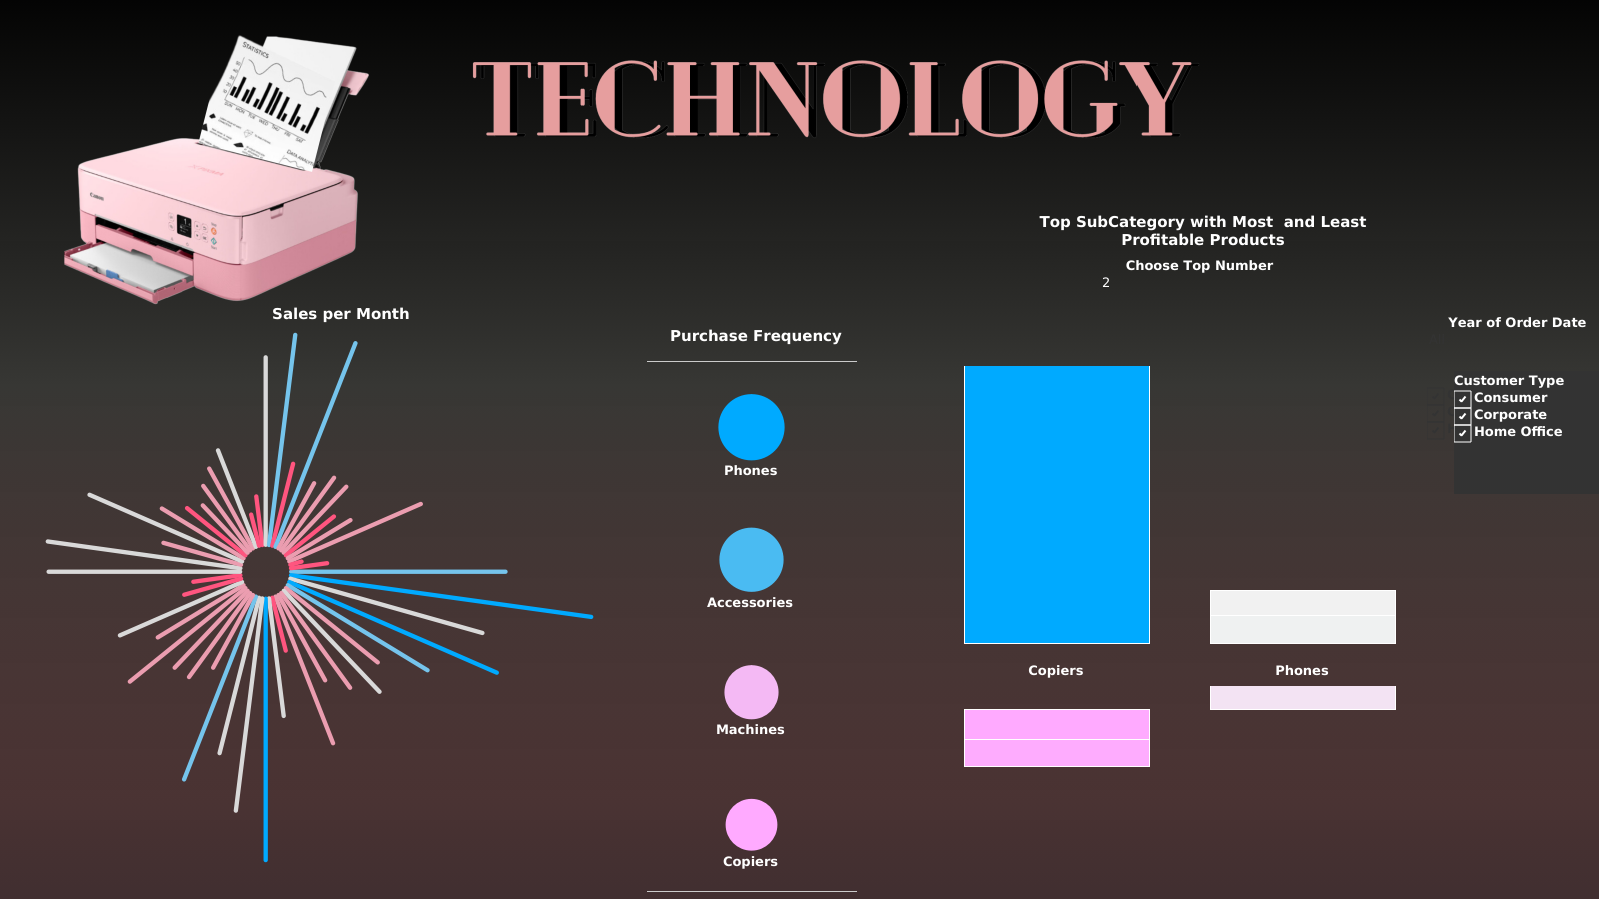 STATISTICS
TECHNOLOGY
Top SubCategory with Most  and Least
Profitable Products
Choose Top Number
2
Sales per Month
Purchase Frequency
Phones
Accessories
Machines
Copiers
Copiers
Phones
Year of Order Date
Customer Type
Consumer
Corporate
Home Office